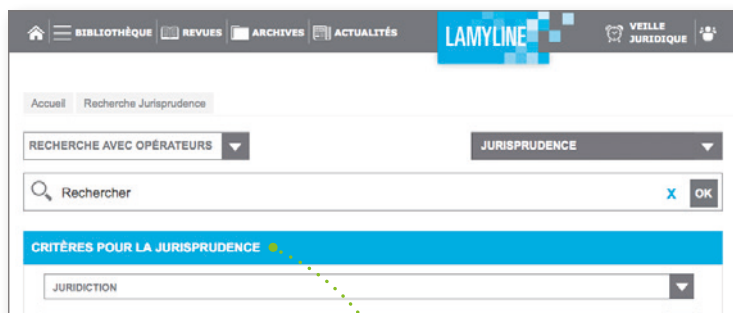 BIBLIOTHÈQUE REVUES ARCHIVES ACTUALITÉS LAMYLINE VEILLE JURIDIQUE
Accueil Recherche Jurisprudence
RECHERCHE AVEC OPÉRATEURS JURISPRUDENCE
Rechercher X OK
CRITÈRES POUR LA JURISPRUDENCE
JURIDICTION